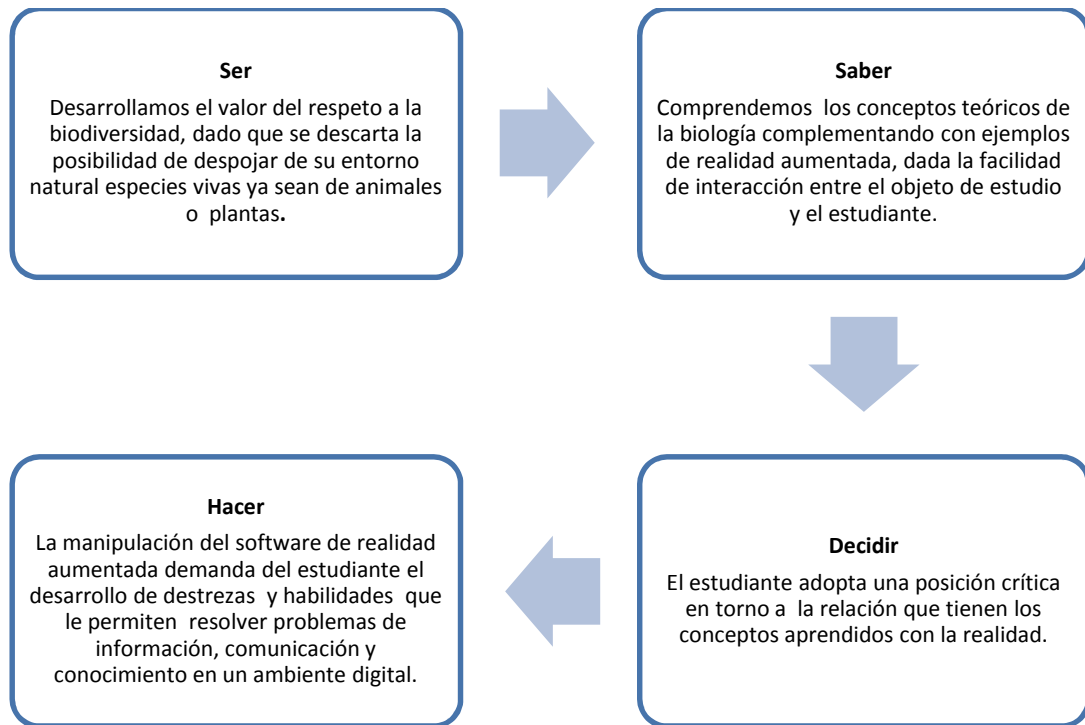 Ser
Desarrollamos el valor del respeto a la
biodiversidad, dado que se descarta la
posibilidad de despojar de su entorno
natural especies vivas ya sean de animales
o plantas.
Saber
Comprendemos los conceptos teóricos de
la biología complementando con ejemplos
de realidad aumentada, dada la facilidad
de interacción entre el objeto de estudio
y el estudiante.
Decidir
El estudiante adopta una posición crítica
en torno a la relación que tienen los
conceptos aprendidos con la realidad.
Hacer
La manipulación del software de realidad
aumentada demanda del estudiante el
desarrollo de destrezas y habilidades que
le permiten resolver problemas de
información, comunicación y
conocimiento en un ambiente digital.